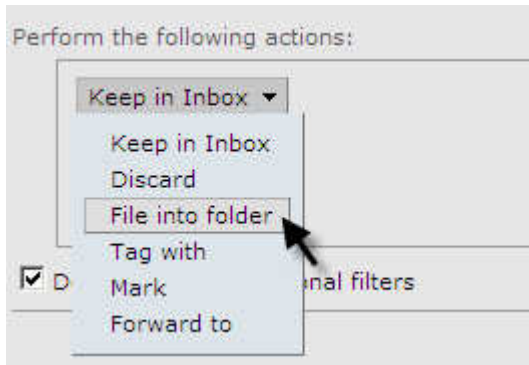 Perform the following actions:
Keep in Inbox
Keep in Inbox
Discard
File into folder
Tag with
Mark
Forward to
D nal filters